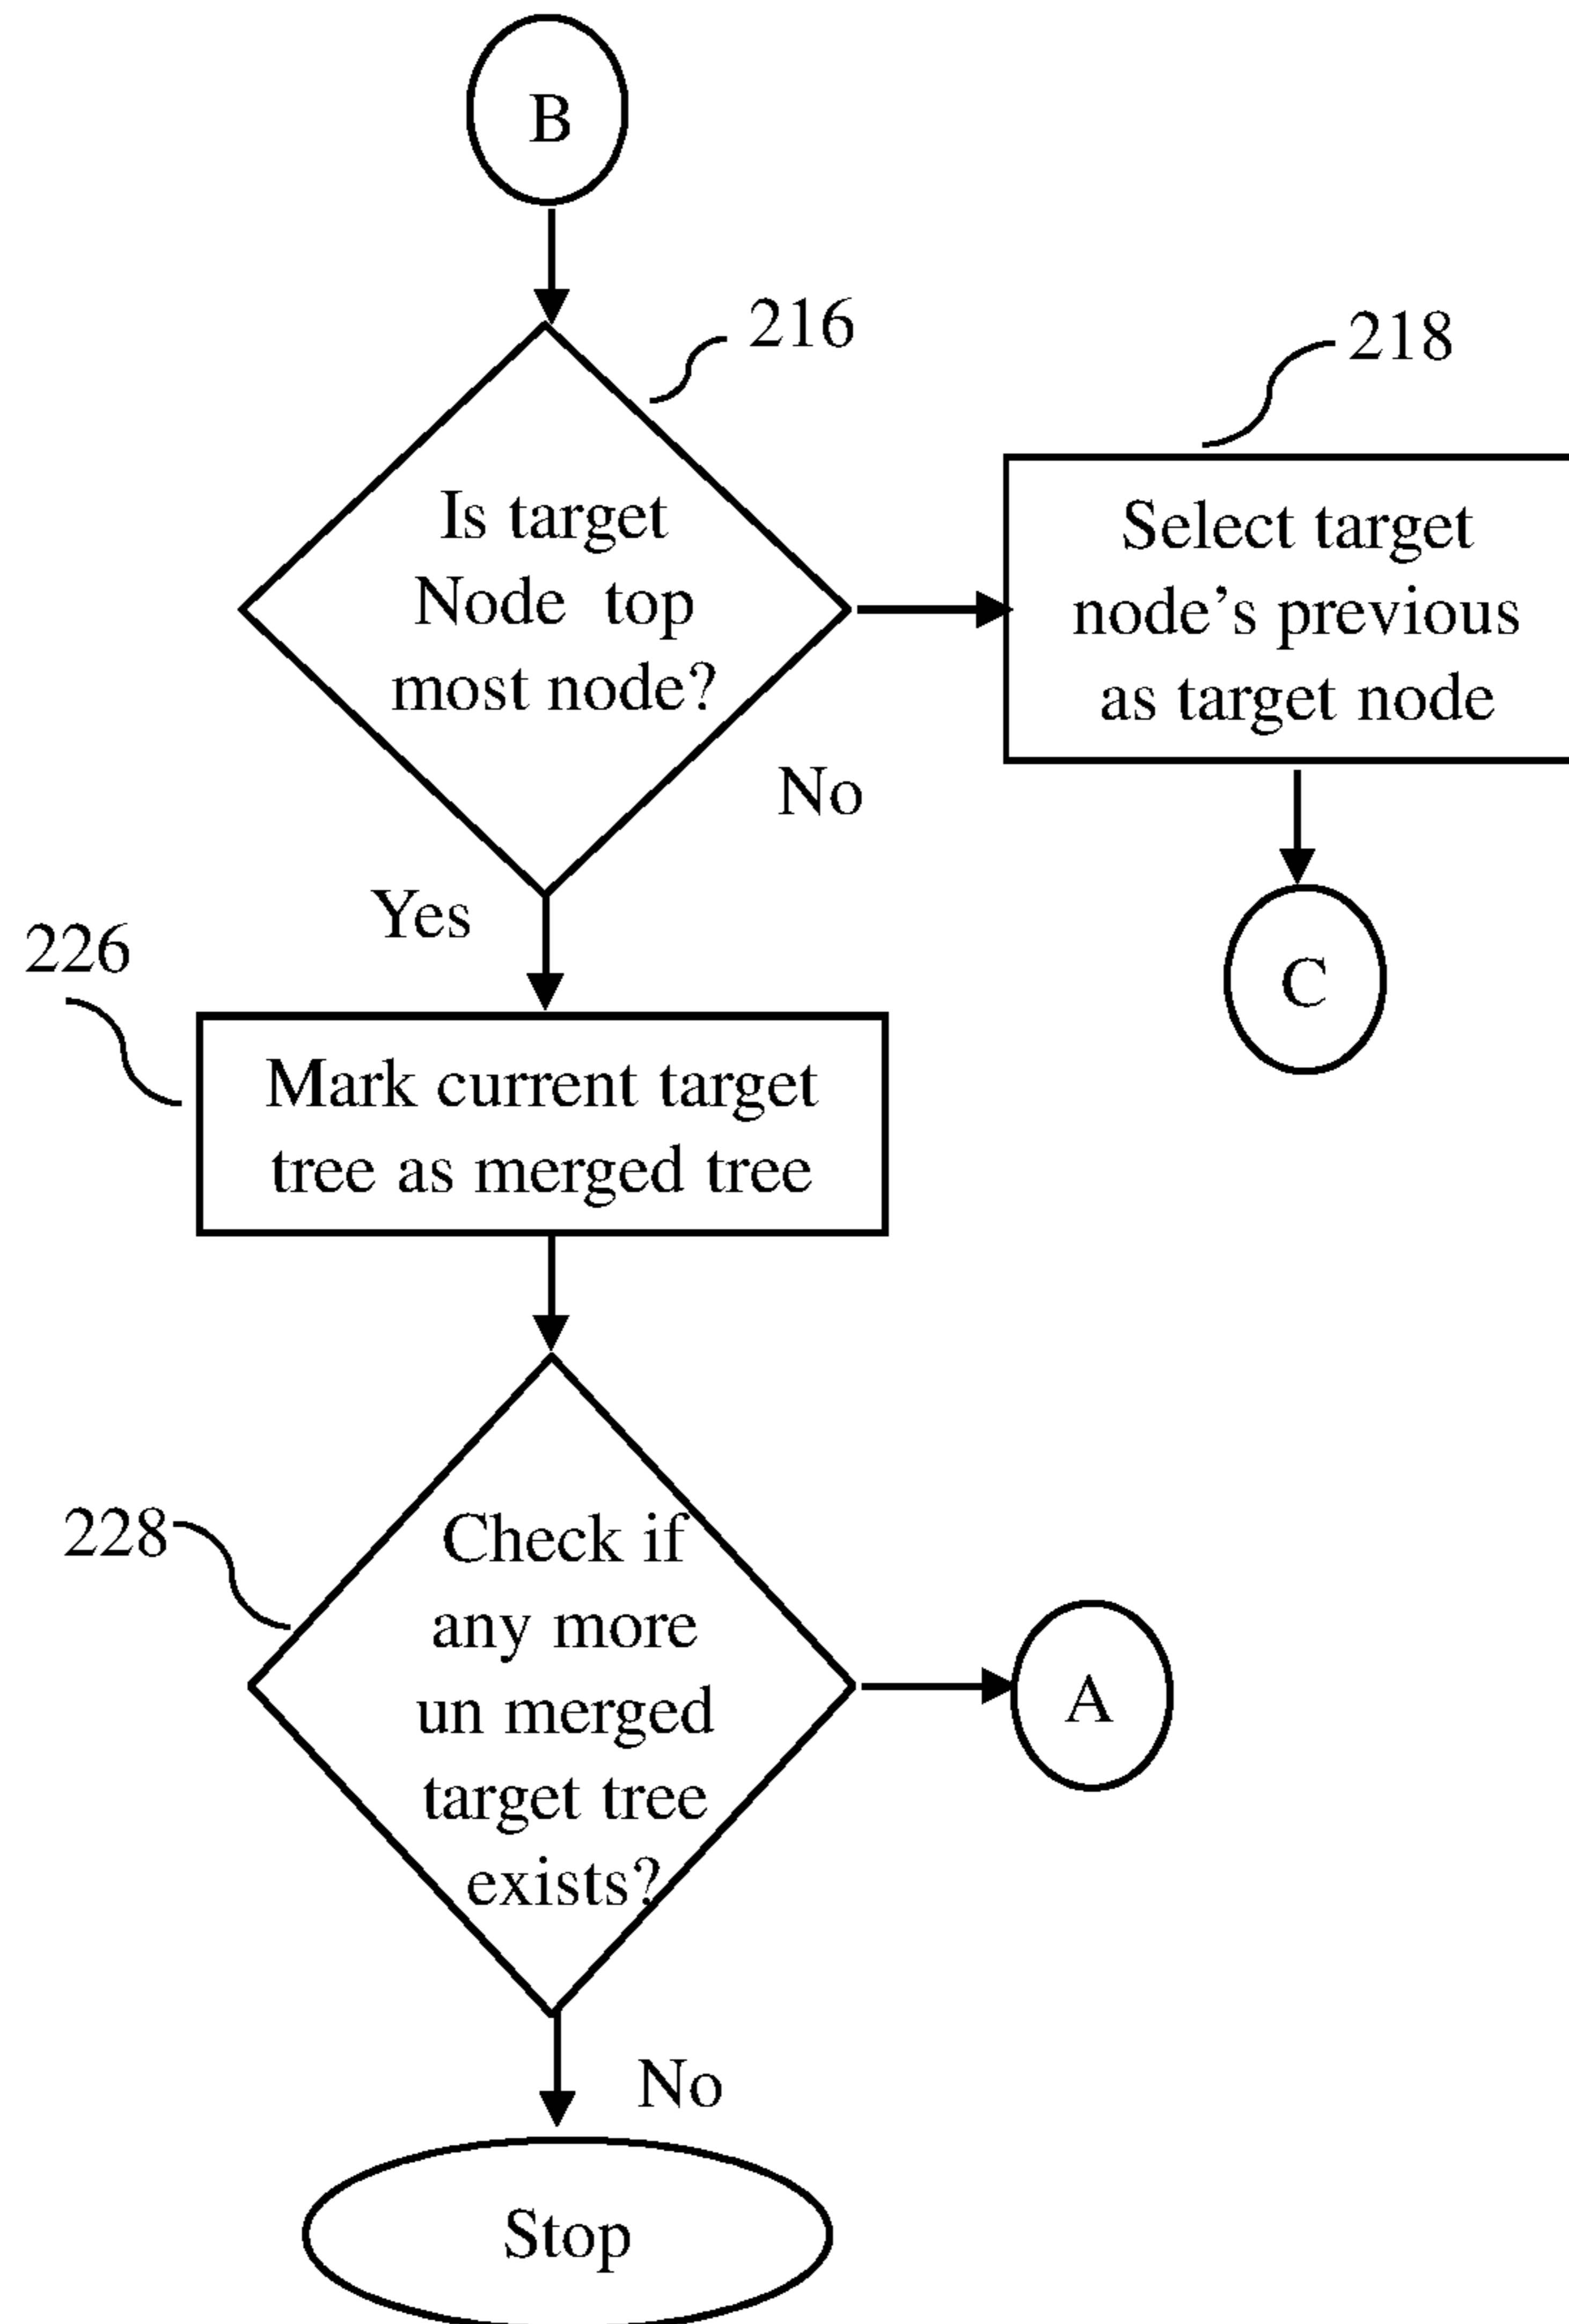 B
216
218
Is target
Node top
most node?
Select target
node's previous
as target node
No
Yes
C
226
Mark current target
tree as merged tree
228
Check if
any more
un merged
target tree
exists?
A
No
Stop